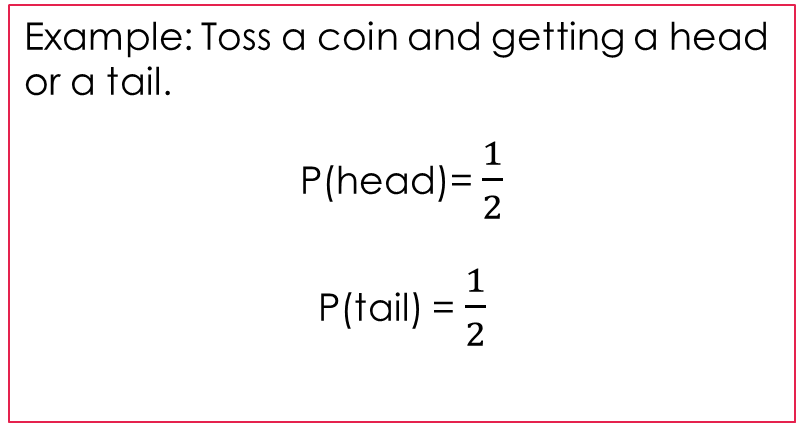 Example: Toss a coin and getting a head
or a tail.
P(head)= 1/2
P(tail) = 1/2